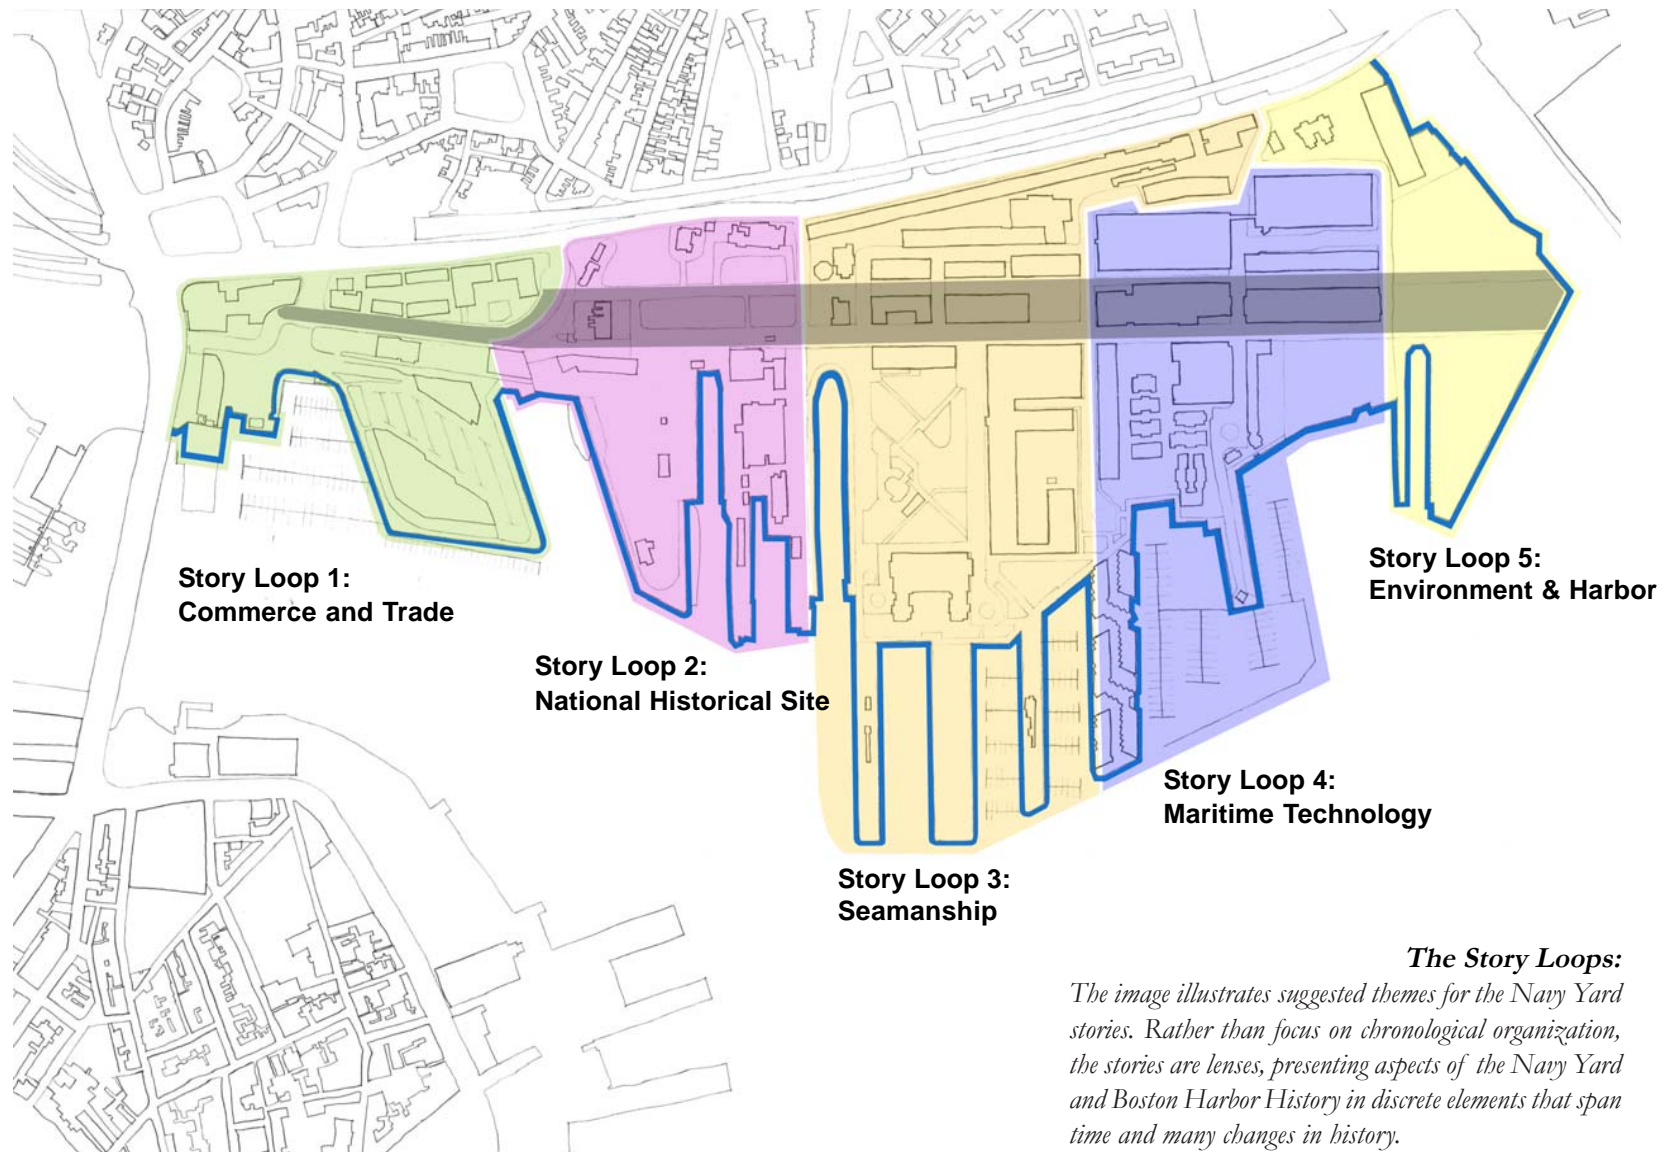 Story Loop 1:
Commerce and Trade
Story Loop 2:
National Historical Site
Story Loop 3:
Seamanship
Story Loop 4:
Maritime Technology
Story Loop 5:
Environment & Harbor
The Story Loops:
The image illustrates suggested themes for the Navy Yard
stories. Rather than focus on chronological organization,
the stories are lenses, presenting aspects of the Navy Yard
and Boston Harbor History in discrete elements that span
time and many changes in history.